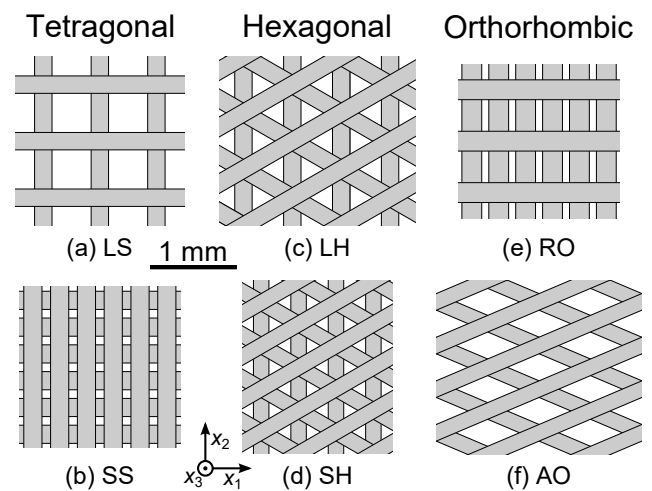 Tetragonal Hexagonal Orthorhombic
(a) LS (c) LH (e) RO
1 mm
x2
x3 x1
(b) SS (d) SH (f) AO